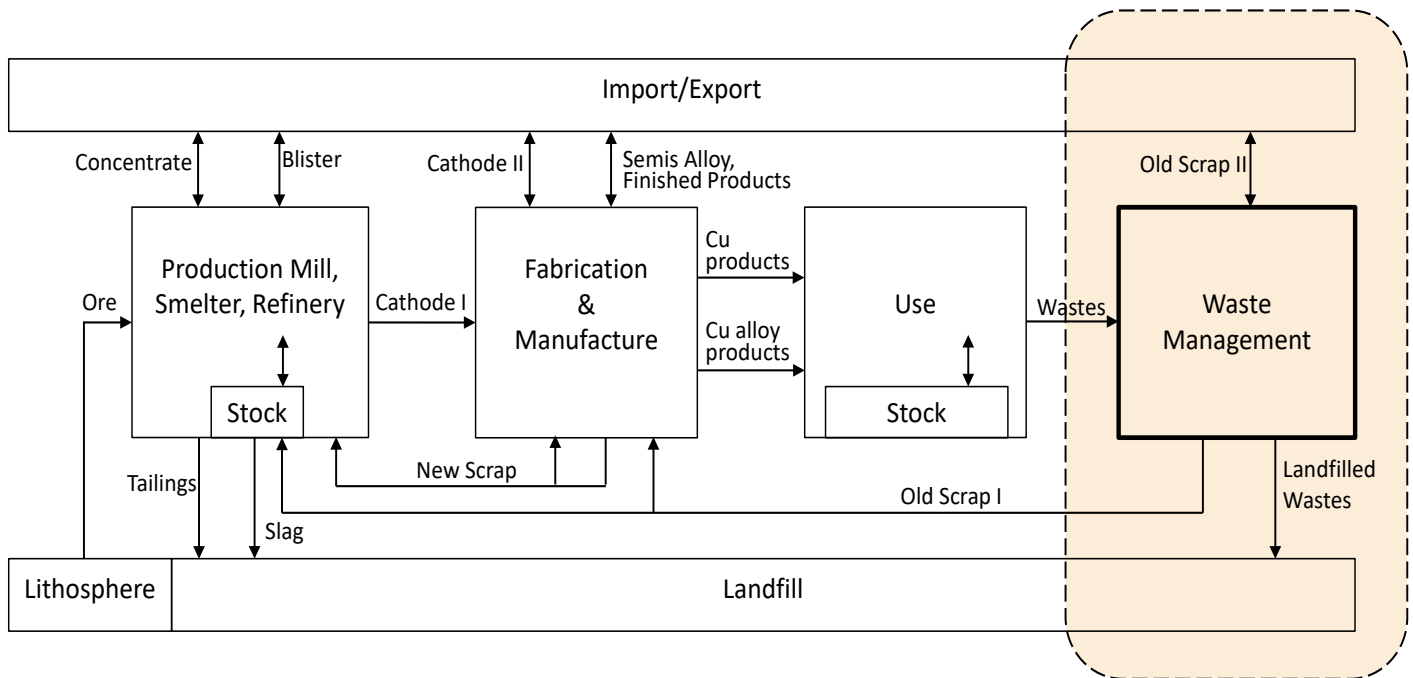 Import/Export
Concentrate
Blister
Cathode II
Semis Alloy,
Finished Products
Old Scrap II
Production Mill,
Smelter, Refinery
Stock
Ore
Cathode I
Fabrication
&
Manufacture
Cu
products
Cu alloy
products
Use
Stock
Wastes
Waste
Management
Tailings
Slag
New Scrap
Old Scrap I
Landfilled
Wastes
Lithosphere
Landfill